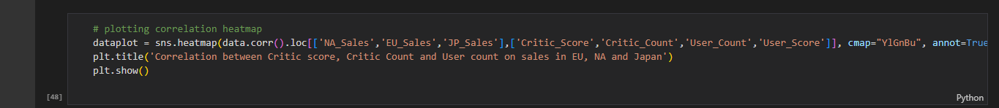 # plotting correlation heatmap
dataplot = sns.heatmap(data.corr().loc[['NA_Sales','EU_Sales','JP_Sales'],['Critic_Score','Critic_Count','User_Count','User_Score']], cmap="YlGnBu", annot=True
plt.title('Correlation between Critic score, Critic Count and User count on sales in EU, NA and Japan')
plt.show()
[48]
Python